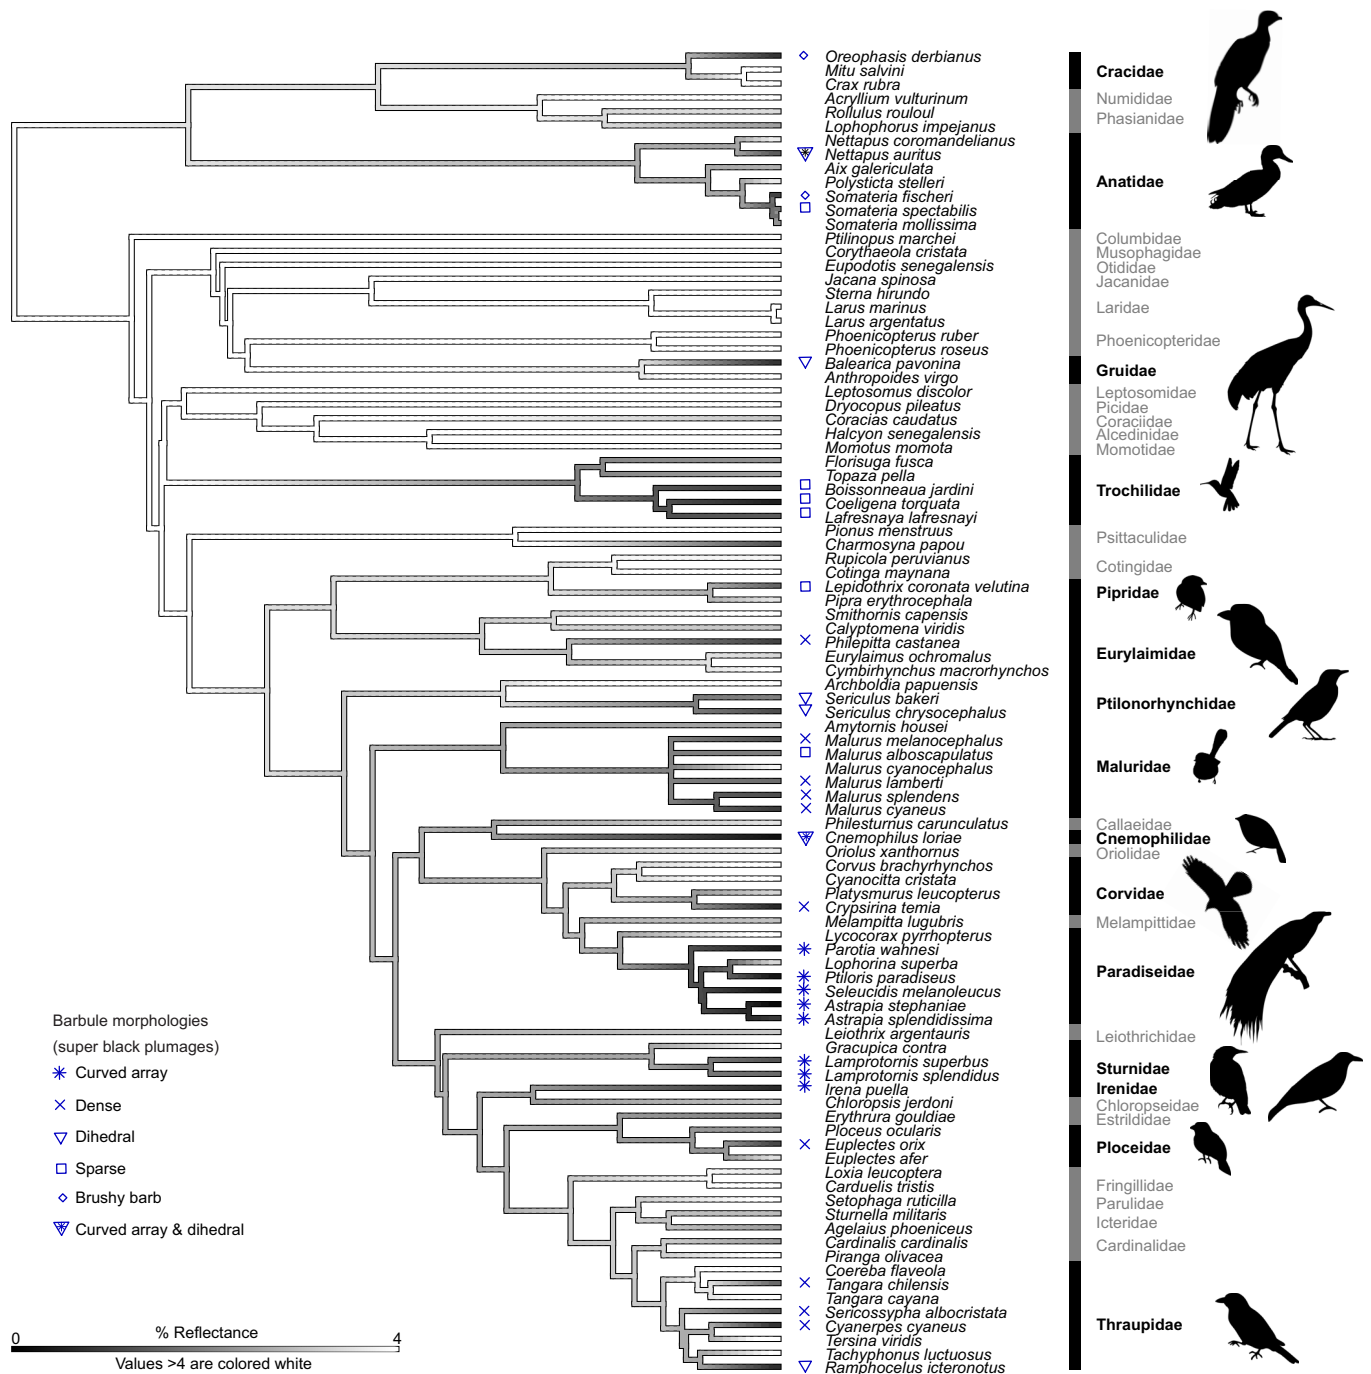 Oreophasis derbianus
Mitu salvini
Crax rubra
Acryllium vulturinum
Rollulus rouloul
Lophophorus impejanus
Nettapus coromandelianus
Nettapus auritus
Aix galericulata
Polysticta stelleri
Somateria fischeri
Somateria spectabilis
Somateria mollissima
Ptilinopus marchei
Corythaeola cristata
Eupodotis senegalensis
Jacana spinosa
Sterna hirundo
Larus marinus
Larus argentatus
Phoenicopterus ruber
Phoenicopterus roseus
Balearica pavonina
Anthropoides virgo
Leptosomus discolor
Dryocopus pileatus
Coracias caudatus
Halcyon senegalensis
Momotus momota
Florisuga fusca
Topaza pella
Boissonneaua jardini
Coeligena torquata
Lafresnaya lafresnayi
Pionus menstruus
Charmosyna papou
Rupicola peruvianus
Cotinga maynana
Lepidothrix coronata velutina
Pipra erythrocephala
Smithornis capensis
Calyptomena viridis
Philepitta castanea
Eurylaimus ochromalus
Cymbirhynchus macrorhynchos
Archboldia papuensis
Sericulus bakeri
Sericulus chrysocephalus
Amytornis housei
Malurus melanocephalus
Malurus alboscapulatus
Malurus cyanocephalus
Malurus lamberti
Malurus splendens
Malurus cyaneus
Philesturnus carunculatus
Cnemophilus loriae
Oriolus xanthornus
Corvus brachyrhynchos
Cyanocitta cristata
Platysmurus leucopterus
Crypsirina temia
Melampitta lugubris
Lycocorax pyrrhopterus
Parotia wahnesi
Lophorina superba
Ptiloris paradiseus
Seleucidis melanoleucus
Astrapia stephaniae
Astrapia splendidissima
Leiothrix argentauris
Gracupica contra
Lamprotornis superbus
Lamprotornis splendidus
Irena puella
Chloropsis jerdoni
Erythrura gouldiae
Ploceus ocularis
Euplectes orix
Euplectes afer
Loxia leucoptera
Carduelis tristis
Setophaga ruticilla
Sturnella militaris
Agelaius phoeniceus
Cardinalis cardinalis
Piranga olivacea
Coereba flaveola
Tangara chilensis
Tangara cayana
Sericossypha albocristata
Cyanerpes cyaneus
Tersina viridis
Tachyphonus luctuosus
Ramphocelus icteronotus
Cracidae
Numididae
Phasianidae
Anatidae
Columbidae
Musophagidae
Otididae
Jacanidae
Laridae
Phoenicopteridae
Gruidae
Leptosomidae
Picidae
Coraciidae
Alcedinidae
Momotidae
Trochilidae
Psittaculidae
Cotingidae
Pipridae
Eurylaimidae
Ptilonorhynchidae
Maluridae
Callaeidae
Cnemophilidae
Oriolidae
Corvidae
Melampittidae
Paradiseidae
Leiothrichidae
Sturnidae
Irenidae
Chloropseidae
Estrildidae
Ploceidae
Fringillidae
Parulidae
Icteridae
Cardinalidae
Thraupidae
Barbule morphologies
(super black plumages)
Curved array
Dense
Dihedral
Sparse
Brushy barb
Curved array & dihedral
0 % Reflectance 4
Values >4 are colored white